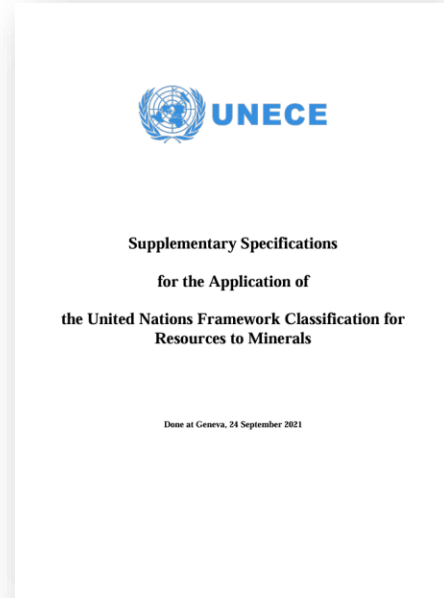 UNECE
Supplementary Specifications
for the Application of
the United Nations Framework Classification for
Resources to Minerals
Done at Geneva, 24 September 2021